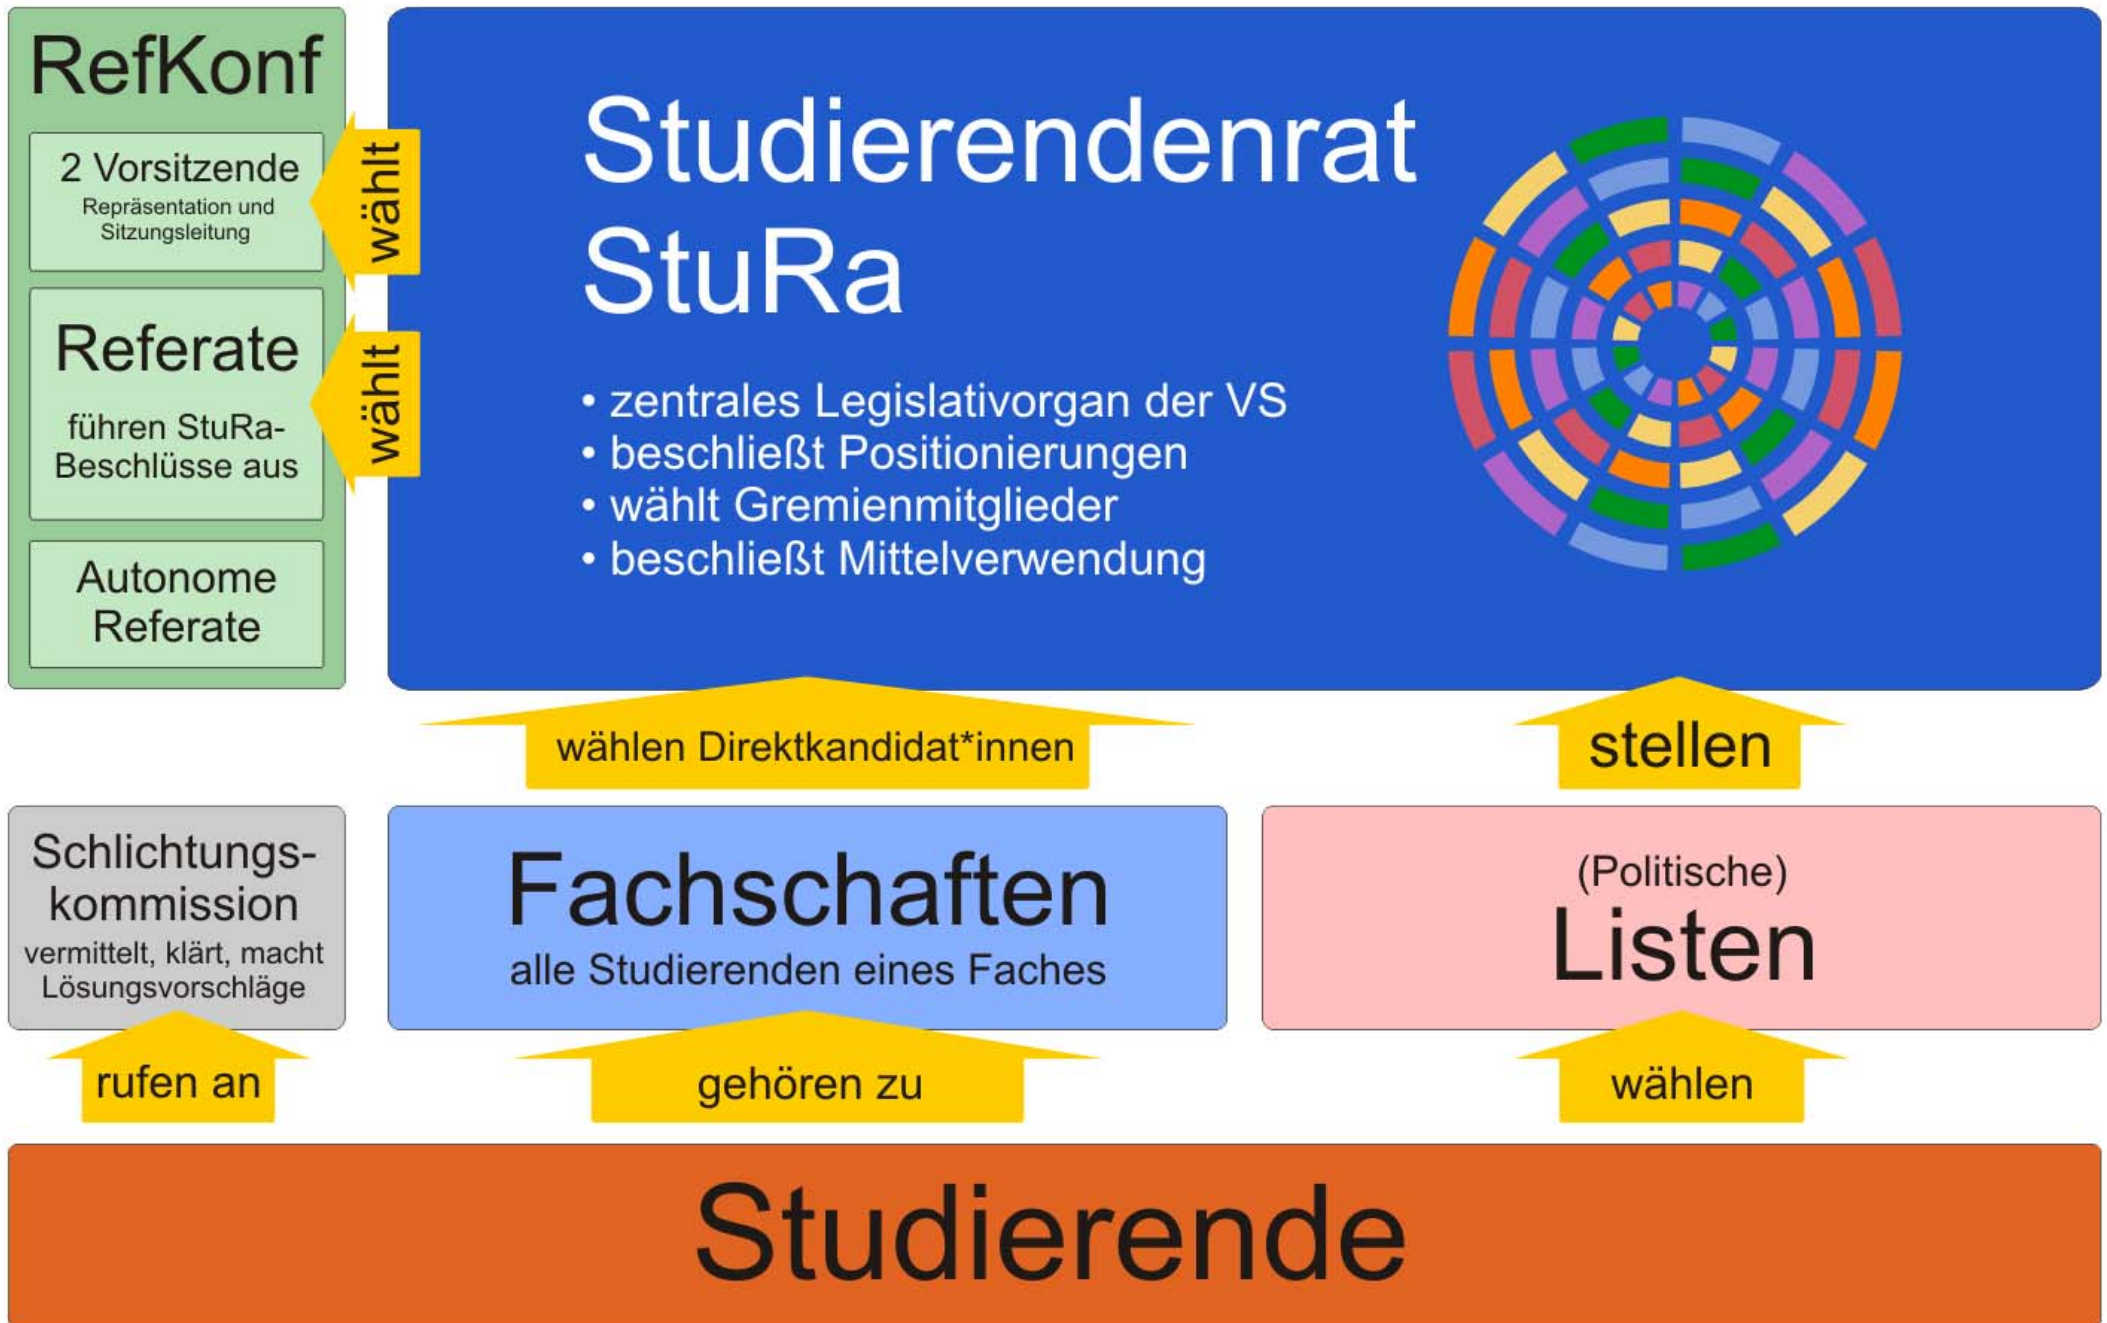 RefKonf
2 Vorsitzende
Repräsentation und
Sitzungsleitung
wählt
Referate
führen StuRa-
Beschlüsse aus
wählt
Autonome
Referate
Studierendenrat
StuRa
• zentrales Legislativorgan der VS
• beschließt Positionierungen
• wählt Gremienmitglieder
• beschließt Mittelverwendung
wählen Direktkandidat*innen
stellen
Schlichtungs-
kommission
vermittelt, klärt, macht
Lösungsvorschläge
Fachschaften
alle Studierenden eines Faches
(Politische)
Listen
rufen an
gehören zu
wählen
Studierende